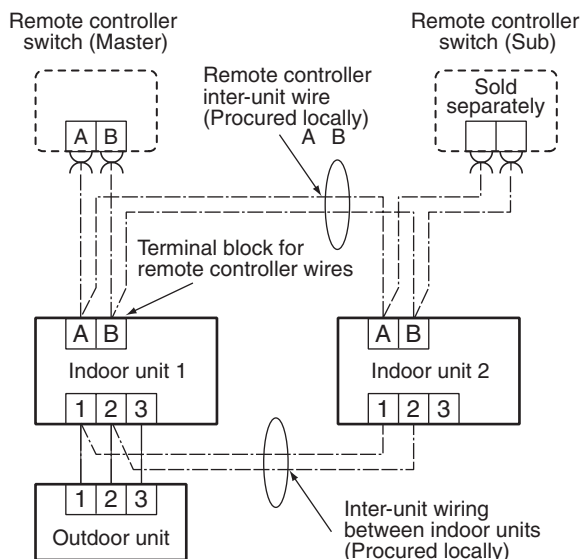 Remote controller
switch (Master)
Remote controller
switch (Sub)
Remote controller
inter-unit wire
(Procured locally)
A B
Sold
separately
A B
Terminal block for
remote controller wires
A B
Indoor unit 1
1 2 3
A B
Indoor unit 2
1 2 3
1 2 3
Outdoor unit
Inter-unit wiring
between indoor units
(Procured locally)